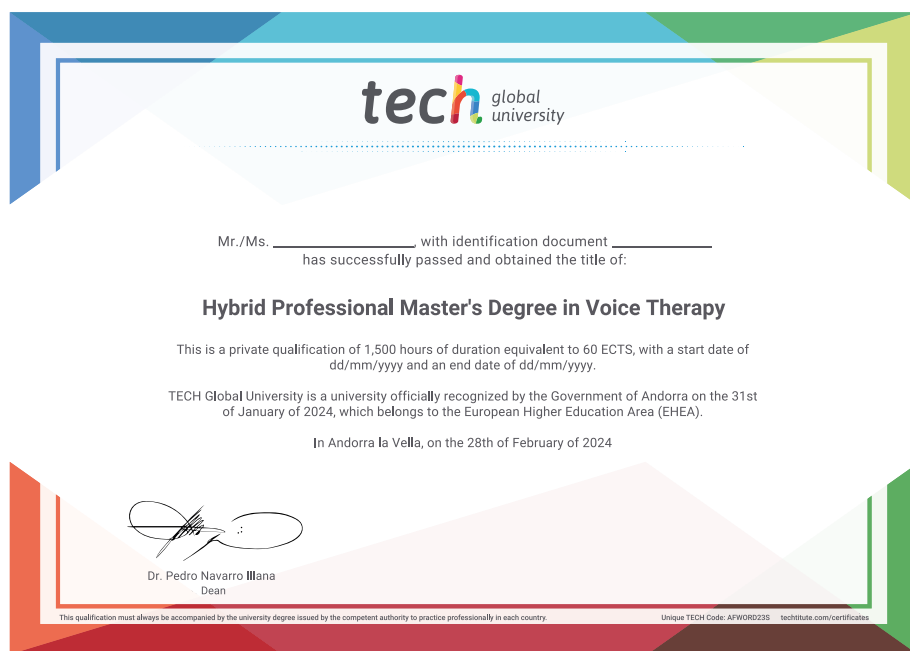 tech global
university
Mr./Ms. ________________, with identification document ____________
has successfully passed and obtained the title of:
Hybrid Professional Master's Degree in Voice Therapy
This is a private qualification of 1,500 hours of duration equivalent to 60 ECTS, with a start date of
dd/mm/yyyy and an end date of dd/mm/yyyy.
TECH Global University is a university officially recognized by the Government of Andorra on the 31st
of January of 2024, which belongs to the European Higher Education Area (EHEA).
In Andorra la Vella, on the 28th of February of 2024
Dr. Pedro Navarro Illana
Dean
This qualification must always be accompanied by the university degree issued by the competent authority to practice professionally in each country. Unique TECH Code: AFWORD23S techtitute.com/certificates